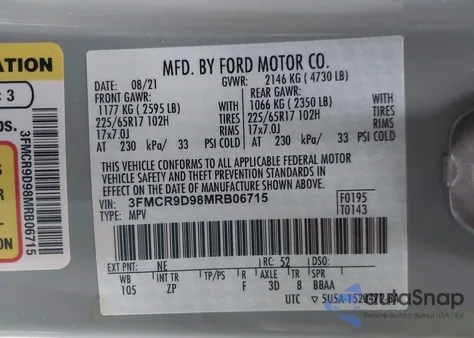 ATION
: 3
os.
3FMCR9D98MRB06715
MFD. BY FORD MOTOR CO.
DATE: 08/21 GVWR: 2146 KG ( 4730 LB)
FRONT GAWR: REAR GAWR:
1177 KG ( 2595 LB) 1066 KG ( 2350 LB)
225/65R17 102H TIRES 225/65R17 102H TIRES
17x7.0J RIMS 17x7.0J RIMS
AT 230 kPa/ 33 PSI COLD AT 230 kPa/ 33 PSI COLD
THIS VEHICLE CONFORMS TO ALL APPLICABLE FEDERAL MOTOR
VEHICLE SAFETY AND THEFT PREVENTION STANDARDS IN
EFFECT ON THE DATE OF MANUFACTURE SHOWN ABOVE.
VIN: 3FMCR9D98MRB06715
TYPE: MPV
F0195
T0143
EXT PNT: NE RC: 52 DSO:
WB INT TR TP/PS R AXLE TR SPR
105 ZP F 3D 8 BBAA
UTC
autoSnap